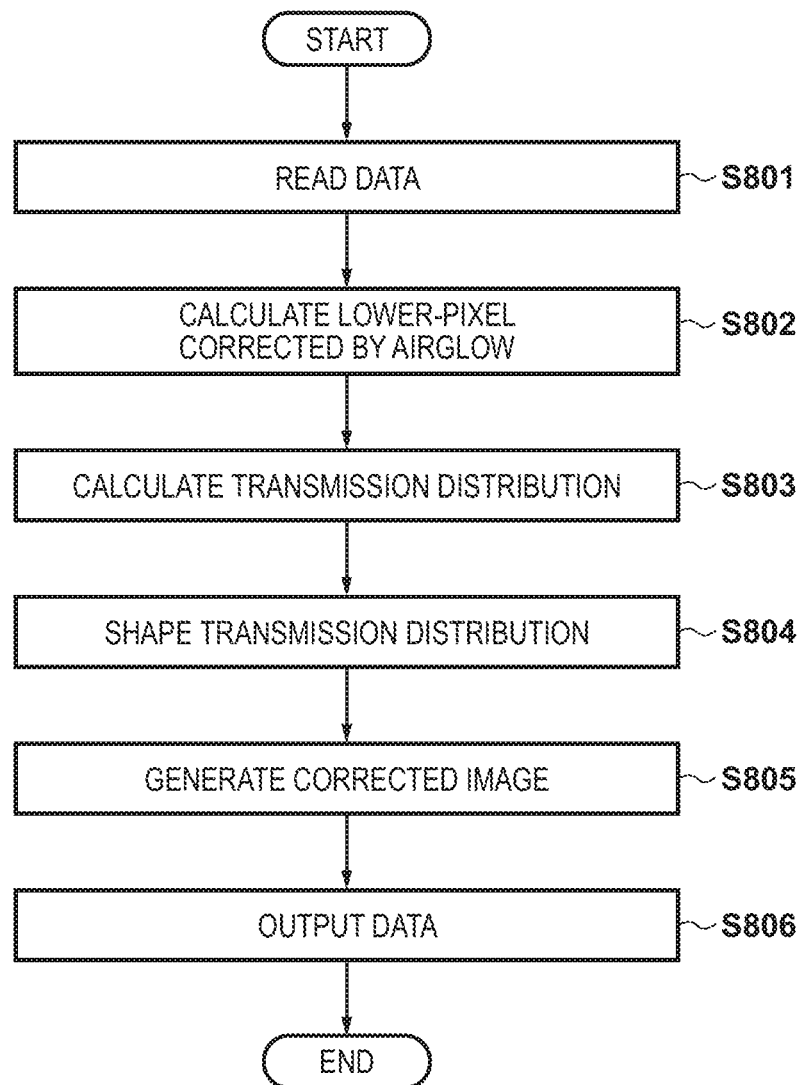 START
READ DATA
S801
CALCULATE LOWER-PIXEL
CORRECTED BY AIRGLOW
S802
CALCULATE TRANSMISSION DISTRIBUTION
S803
SHAPE TRANSMISSION DISTRIBUTION
S804
GENERATE CORRECTED IMAGE
S805
OUTPUT DATA
S806
END